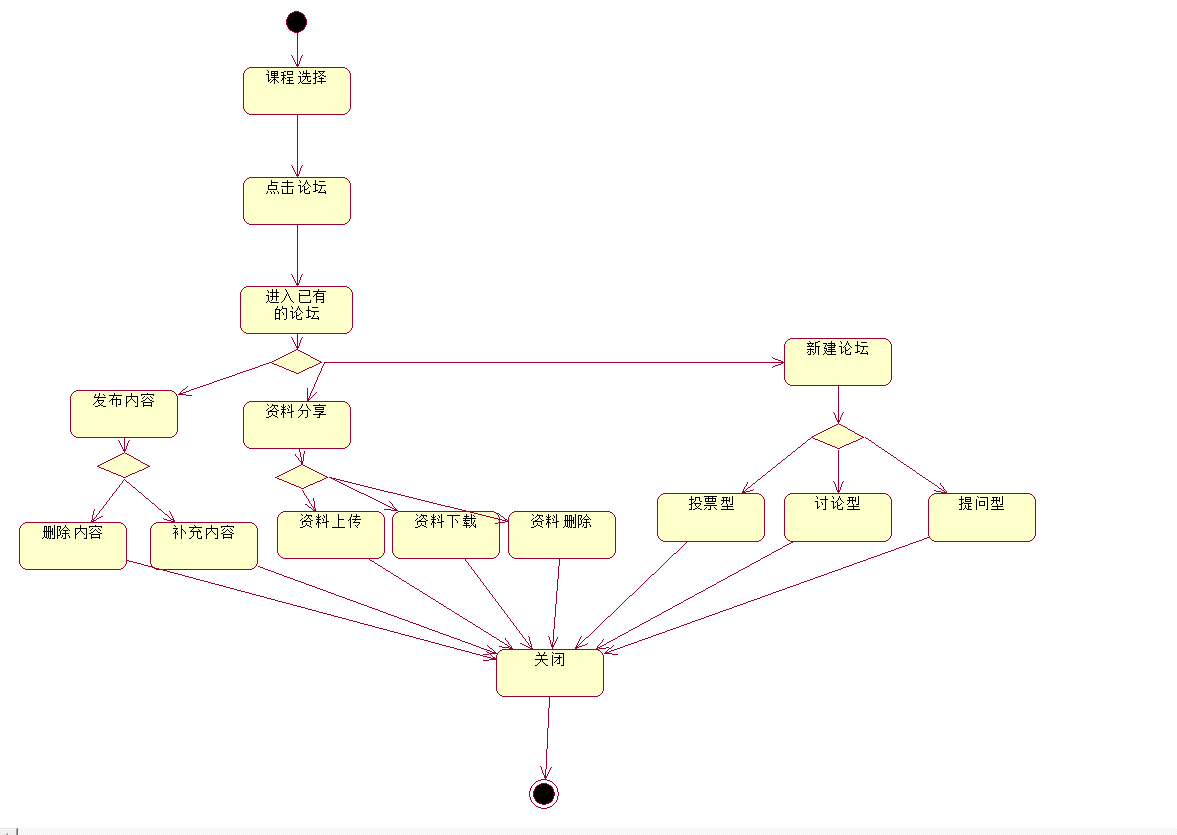 课程选择
点击论坛
进入已有
的论坛
新建论坛
发布内容
资料分享
投票型
讨论型
提问型
删除内容
补充内容
资料上传
资料下载
资料删除
关闭